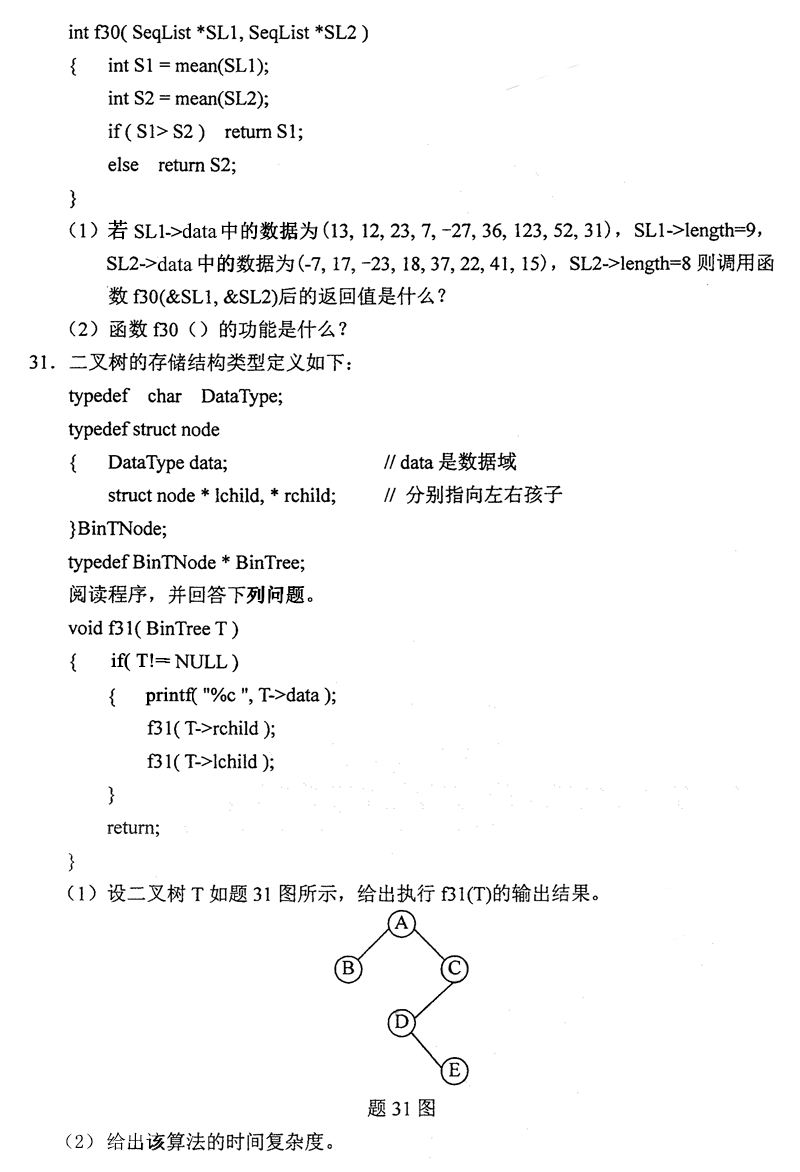 int f30( SeqList *SL1, SeqList *SL2 )
{ int S1 = mean(SL1);
int S2 = mean(SL2);
if ( S1> S2 ) return S1;
else return S2;
}
（1）若 SL1->data 中的数据为(13, 12, 23, 7, -27, 36, 123, 52, 31)，SL1->length=9，
SL2->data 中的数据为(-7, 17, -23, 18, 37, 22, 41, 15)，SL2->length=8 则调用函
数 f30(&SL1, &SL2)后的返回值是什么？
（2）函数 f30（）的功能是什么？
31．二叉树的存储结构类型定义如下：
typedef char DataType;
typedef struct node
{ DataType data; // data 是数据域
struct node * lchild, * rchild; // 分别指向左右孩子
}BinTNode;
typedef BinTNode * BinTree;
阅读程序，并回答下列问题。
void f31( BinTree T )
{ if( T!= NULL )
{ printf( "%c ", T->data );
f31( T->rchild );
f31( T->lchild );
}
return;
}
（1）设二叉树 T 如题 31 图所示，给出执行 f31(T)的输出结果。
A
B C
D
E
题 31 图
（2）给出该算法的时间复杂度。